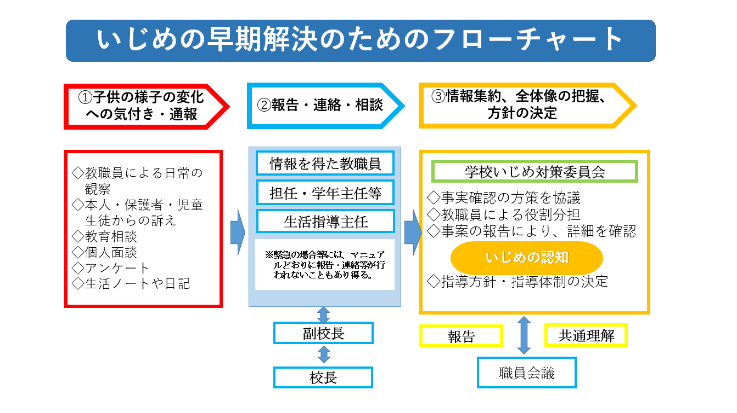 いじめの早期解決のためのフローチャート
①子供の様子の変化
への気付き・通報
②報告・連絡・相談
③情報集約、全体像の把握、
方針の決定
◇教職員による日常の
観察
◇本人・保護者・児童
生徒からの訴え
◇教育相談
◇個人面談
◇アンケート
◇生活ノートや日記
情報を得た教職員
担任・学年主任等
生活指導主任
※緊急の場合等には、マニュア
ルどおりに報告・連絡等が行
われないこともあり得る。
副校長
校長
学校いじめ対策委員会
◇事実確認の方策を協議
◇教職員による役割分担
◇事案の報告により、詳細を確認
いじめの認知
◇指導方針・指導体制の決定
報告
共通理解
職員会議